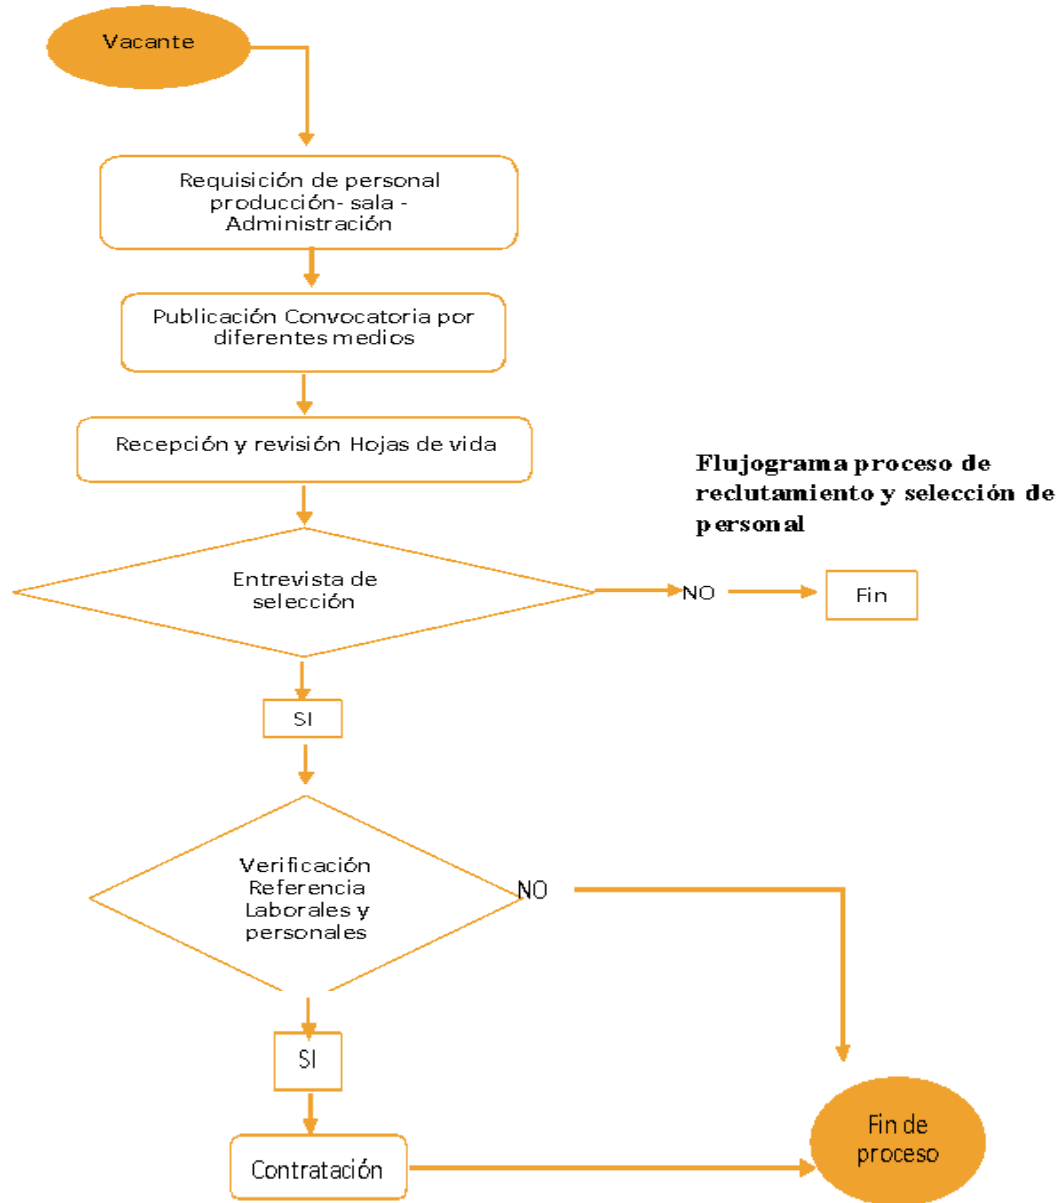 Vacante
Requisición de personal
producción- sala -
Administración
Publicación Convocatoria por
diferentes medios
Recepción y revisión Hojas de vida
Flujograma proceso de
reclutamiento y selección de
personal
Entrevista de
selección
NO
Fin
SI
Verificación
Referencia
Laborales y
personales
NO
SI
Contratación
Fin de
proceso